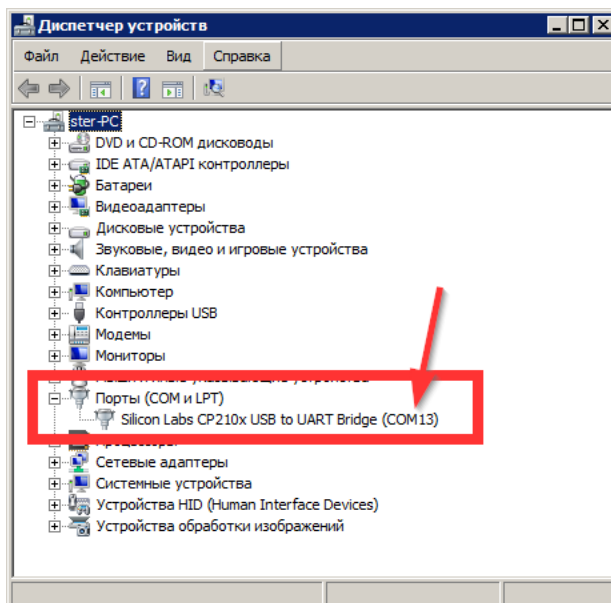 Диспетчер устройств
Файл Действие Вид Справка
ster-PC
DVD и CD-ROM дисководы
IDE ATA/ATAPI контроллеры
Батареи
Видеоадаптеры
Дисковые устройства
Звуковые, видео и игровые устройства
Клавиатуры
Компьютер
Контроллеры USB
Модемы
Мониторы
Порты (COM и LPT)
Silicon Labs CP210x USB to UART Bridge (COM13)
Сетевые адаптеры
Системные устройства
Устройства HID (Human Interface Devices)
Устройства обработки изображений